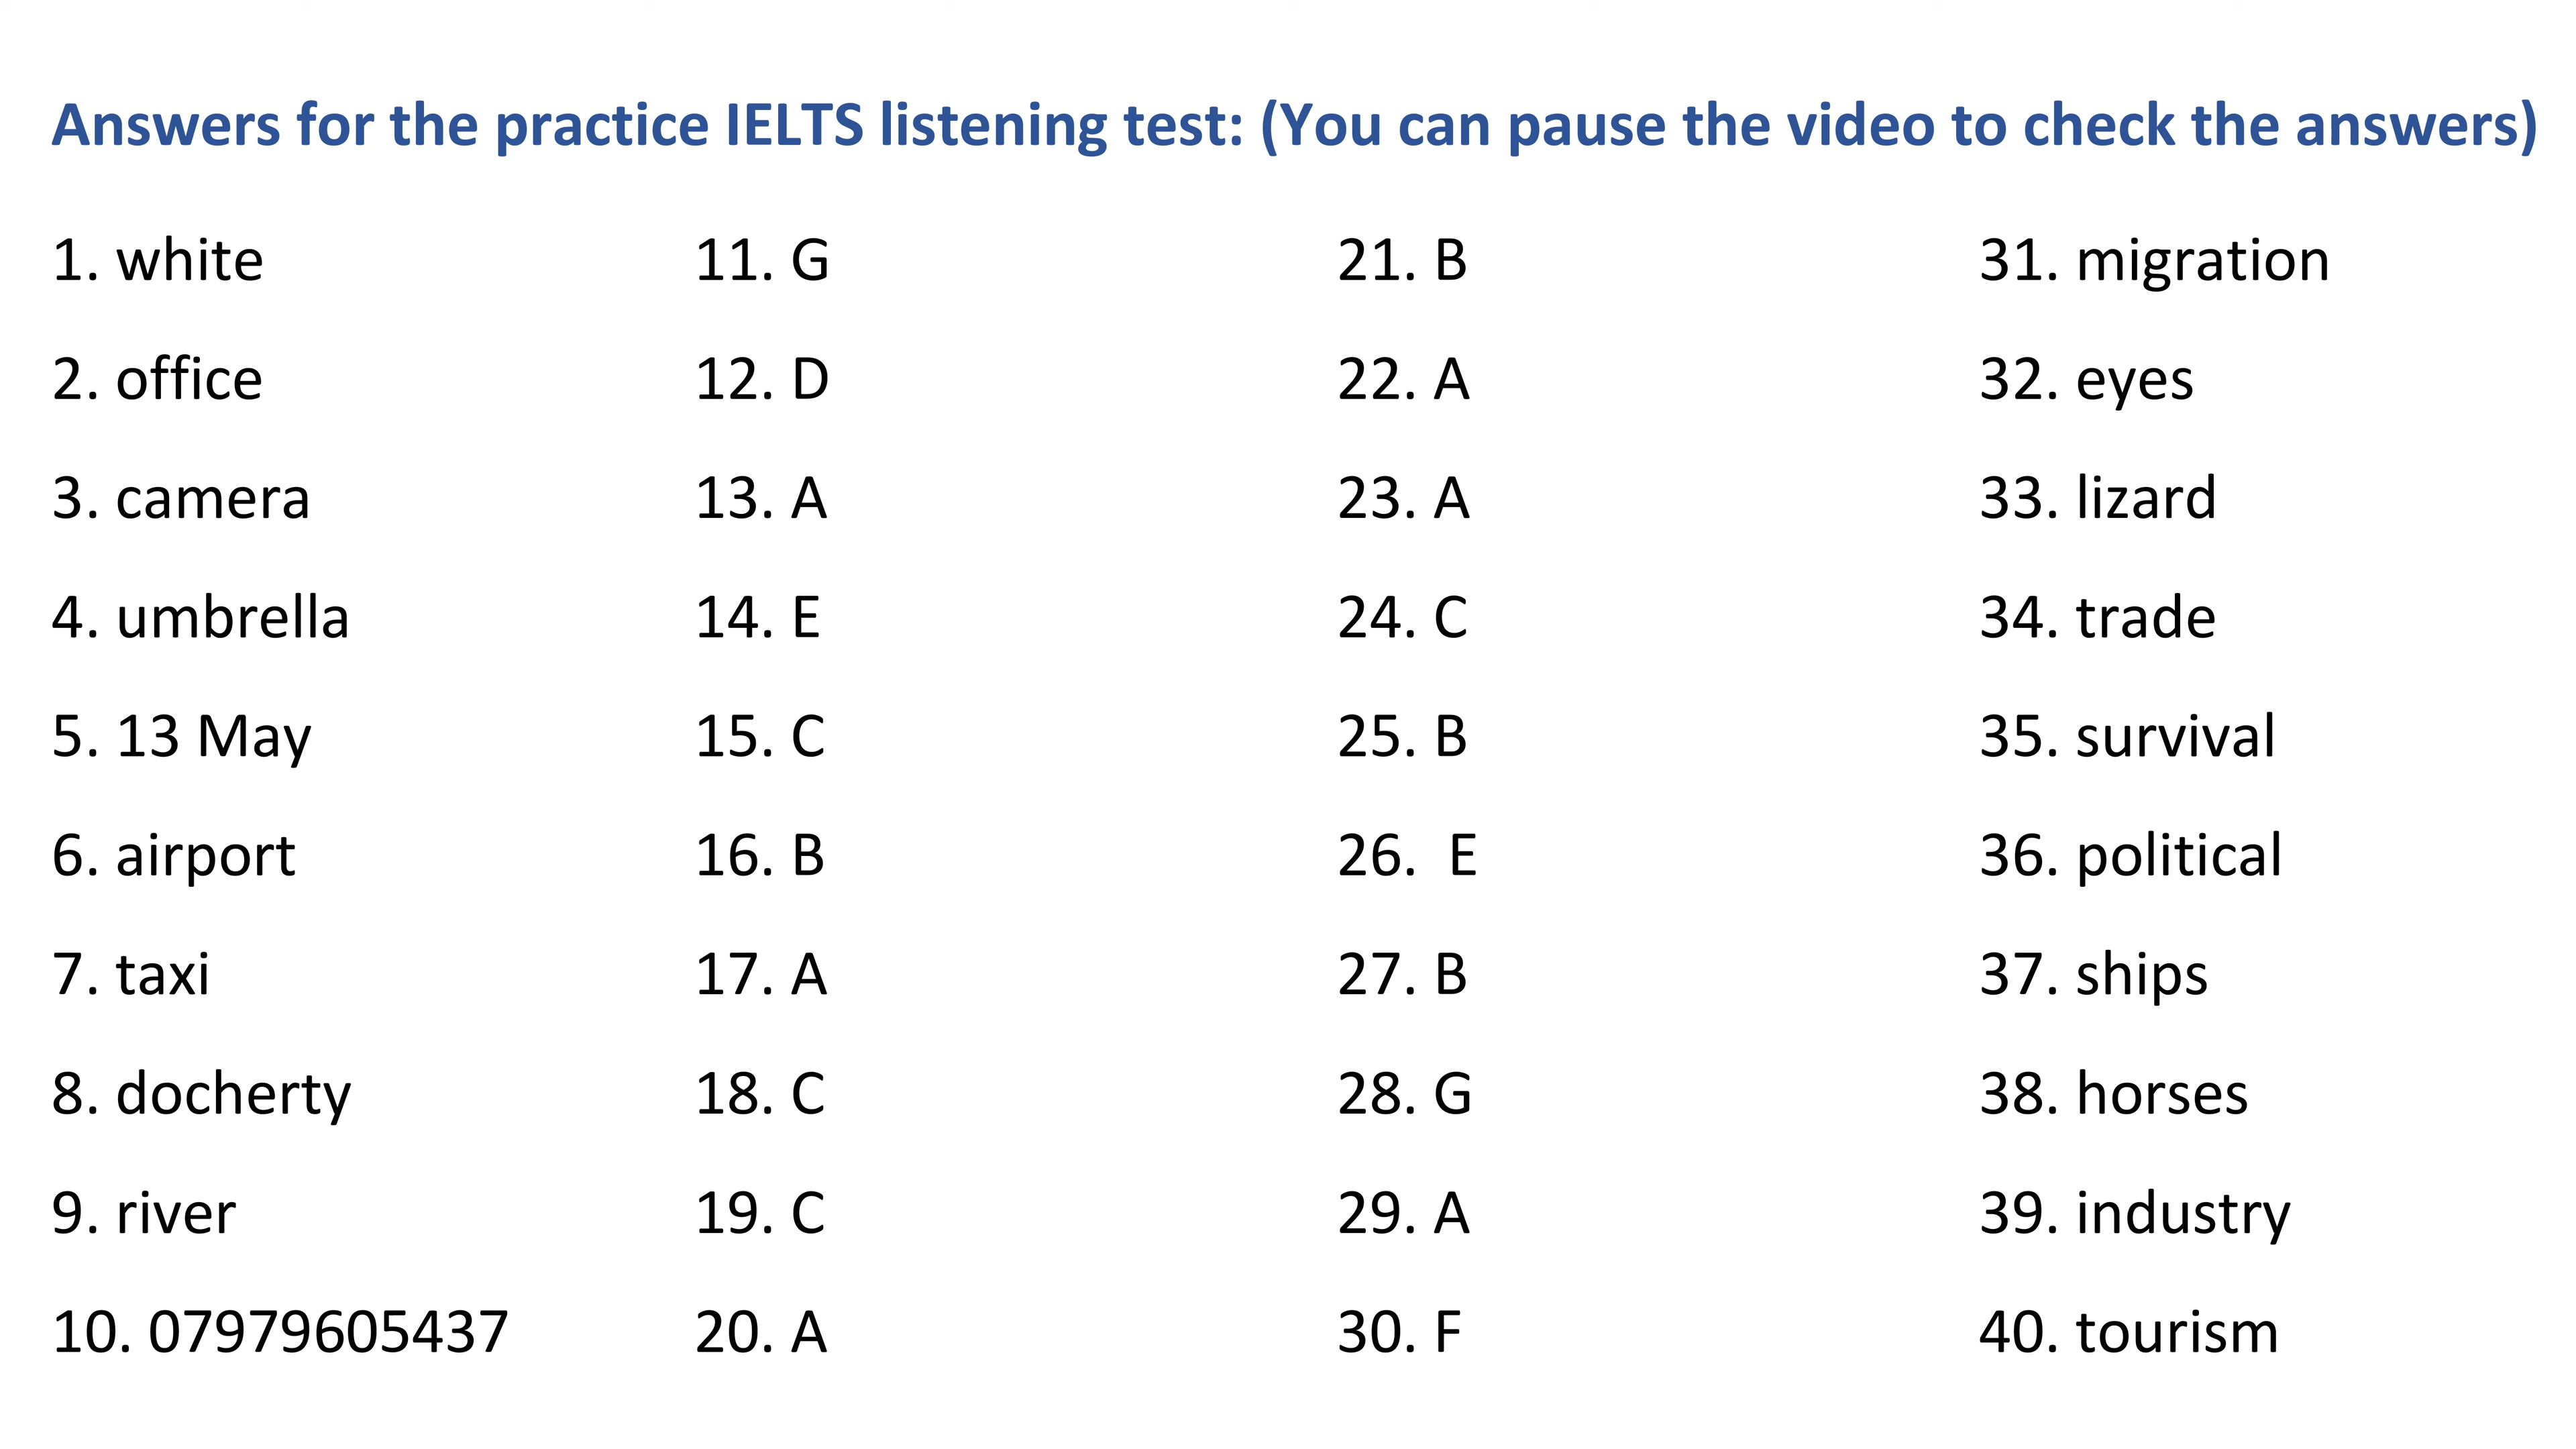 Answers for the practice IELTS listening test: (You can pause the video to check the answers)
1. white
2. office
3. camera
4. umbrella
5. 13 May
6. airport
7. taxi
8. docherty
9. river
10. 07979605437
11. G
12. D
13. A
14. E
15. C
16. B
17. A
18. C
19. C
20. A
21. B
22. A
23. A
24. C
25. B
26.  E
27. B
28. G
29. A
30. F
31. migration
32. eyes
33. lizard
34. trade
35. survival
36. political
37. ships
38. horses
39. industry
40. tourism